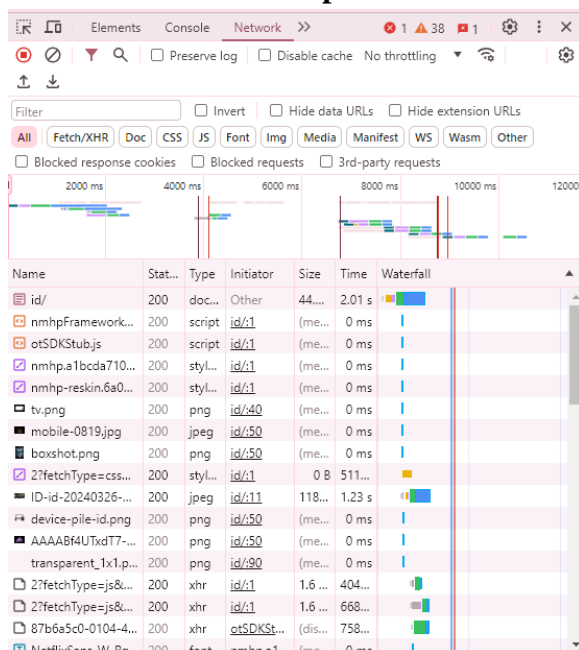 Elements Console Network 1 38 1
Preserve log Disable cache No throttling
Filter Invert Hide data URLs Hide extension URLs
All Fetch/XHR Doc CSS JS Font Img Media Manifest WS Wasm Other
Blocked response cookies Blocked requests 3rd-party requests
2000 ms 4000 ms 6000 ms 8000 ms 10000 ms 12000
Name Stat... Type Initiator Size Time Waterfall
id/ 200 doc... Other 44.... 2.01 s
nmhpFramework... 200 script id/:1 (me... 0 ms
otSDKStub.js 200 script id/:1 (me... 0 ms
nmhp.a1bcda710... 200 styl... id/:1 (me... 0 ms
nmhp-reskin.6a0... 200 styl... id/:1 (me... 0 ms
tv.png 200 png id/:40 (me... 0 ms
mobile-0819.jpg 200 jpeg id/:50 (me... 0 ms
boxshot.png 200 png id/:50 (me... 0 ms
2?fetchType=css... 200 styl... id/:1 0 B 511...
ID-id-20240326-... 200 jpeg id/:11 118... 1.23 s
device-pile-id.png 200 png id/:50 (me... 0 ms
AAAABf4UTxdT7-... 200 png id/:50 (me... 0 ms
transparent_1x1.p... 200 png id/:90 (me... 0 ms
2?fetchType=js&... 200 xhr id/:1 1.6 ... 404...
2?fetchType=js&... 200 xhr id/:1 1.6 ... 668...
87b6a5c0-0104-4... 200 xhr otSDKSt... (dis... 758...